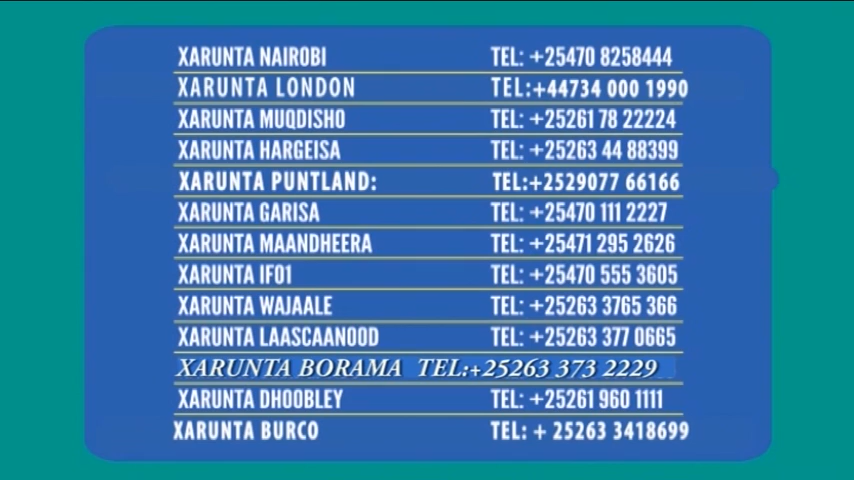 XARUNTA NAIROBI TEL: +25470 8258444
XARUNTA LONDON TEL:+44734 000 1990
XARUNTA MUQDISHO TEL: +25261 78 22224
XARUNTA HARGEISA TEL: +25263 44 88399
XARUNTA PUNTLAND: TEL:+2529077 66166
XARUNTA GARISA TEL: +25470 111 2227
XARUNTA MAANDHEERA TEL: +25471 295 2626
XARUNTA IFO1 TEL: +25470 555 3605
XARUNTA WAJAALE TEL: +25263 3765 366
XARUNTA LAASCAANOOD TEL: +25263 377 0665
XARUNTA BORAMA TEL:+25263 373 2229
XARUNTA DHOOBLEY TEL: +25261 960 1111
XARUNTA BURCO TEL: + 25263 3418699